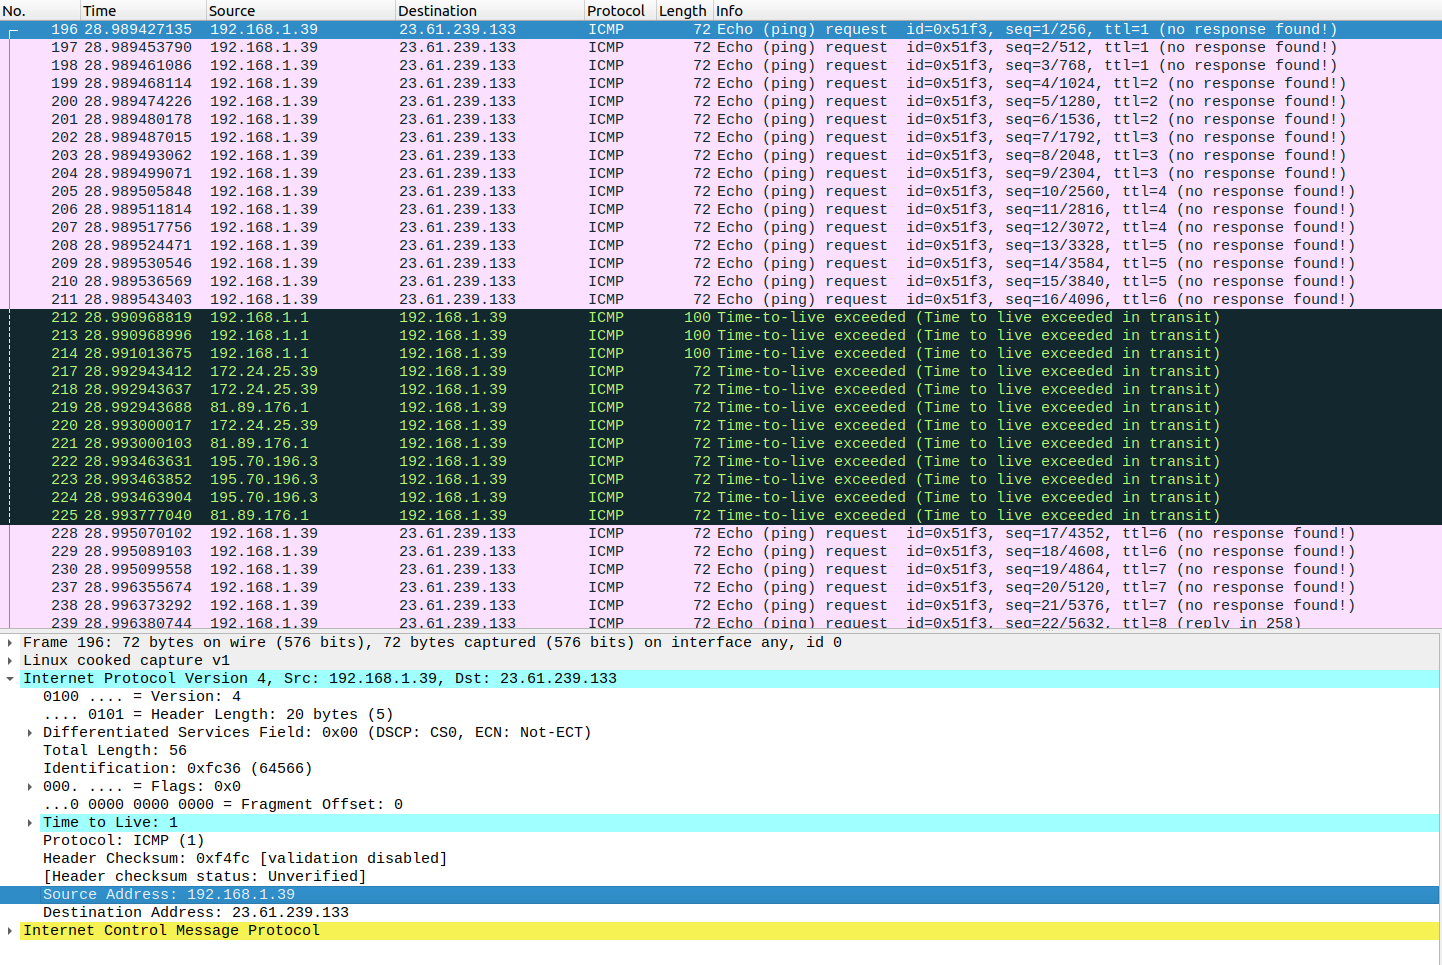 No. Time Source Destination Protocol Length Info
196 28.989427135 192.168.1.39 23.61.239.133 ICMP 72 Echo (ping) request id=0x51f3, seq=1/256, ttl=1 (no response found!)
197 28.989453790 192.168.1.39 23.61.239.133 ICMP 72 Echo (ping) request id=0x51f3, seq=2/512, ttl=1 (no response found!)
198 28.989461086 192.168.1.39 23.61.239.133 ICMP 72 Echo (ping) request id=0x51f3, seq=3/768, ttl=1 (no response found!)
199 28.989468114 192.168.1.39 23.61.239.133 ICMP 72 Echo (ping) request id=0x51f3, seq=4/1024, ttl=2 (no response found!)
200 28.989474226 192.168.1.39 23.61.239.133 ICMP 72 Echo (ping) request id=0x51f3, seq=5/1280, ttl=2 (no response found!)
201 28.989480178 192.168.1.39 23.61.239.133 ICMP 72 Echo (ping) request id=0x51f3, seq=6/1536, ttl=2 (no response found!)
202 28.989487015 192.168.1.39 23.61.239.133 ICMP 72 Echo (ping) request id=0x51f3, seq=7/1792, ttl=3 (no response found!)
203 28.989493062 192.168.1.39 23.61.239.133 ICMP 72 Echo (ping) request id=0x51f3, seq=8/2048, ttl=3 (no response found!)
204 28.989499071 192.168.1.39 23.61.239.133 ICMP 72 Echo (ping) request id=0x51f3, seq=9/2304, ttl=3 (no response found!)
205 28.989505848 192.168.1.39 23.61.239.133 ICMP 72 Echo (ping) request id=0x51f3, seq=10/2560, ttl=4 (no response found!)
206 28.989511814 192.168.1.39 23.61.239.133 ICMP 72 Echo (ping) request id=0x51f3, seq=11/2816, ttl=4 (no response found!)
207 28.989517756 192.168.1.39 23.61.239.133 ICMP 72 Echo (ping) request id=0x51f3, seq=12/3072, ttl=4 (no response found!)
208 28.989524471 192.168.1.39 23.61.239.133 ICMP 72 Echo (ping) request id=0x51f3, seq=13/3328, ttl=5 (no response found!)
209 28.989530546 192.168.1.39 23.61.239.133 ICMP 72 Echo (ping) request id=0x51f3, seq=14/3584, ttl=5 (no response found!)
210 28.989536569 192.168.1.39 23.61.239.133 ICMP 72 Echo (ping) request id=0x51f3, seq=15/3840, ttl=5 (no response found!)
211 28.989543403 192.168.1.39 23.61.239.133 ICMP 72 Echo (ping) request id=0x51f3, seq=16/4096, ttl=6 (no response found!)
212 28.990968819 192.168.1.1 192.168.1.39 ICMP 100 Time-to-live exceeded (Time to live exceeded in transit)
213 28.990968996 192.168.1.1 192.168.1.39 ICMP 100 Time-to-live exceeded (Time to live exceeded in transit)
214 28.991013675 192.168.1.1 192.168.1.39 ICMP 100 Time-to-live exceeded (Time to live exceeded in transit)
217 28.992943412 172.24.25.39 192.168.1.39 ICMP 72 Time-to-live exceeded (Time to live exceeded in transit)
218 28.992943637 172.24.25.39 192.168.1.39 ICMP 72 Time-to-live exceeded (Time to live exceeded in transit)
219 28.992943688 81.89.176.1 192.168.1.39 ICMP 72 Time-to-live exceeded (Time to live exceeded in transit)
220 28.993000017 172.24.25.39 192.168.1.39 ICMP 72 Time-to-live exceeded (Time to live exceeded in transit)
221 28.993000103 81.89.176.1 192.168.1.39 ICMP 72 Time-to-live exceeded (Time to live exceeded in transit)
222 28.993463631 195.70.196.3 192.168.1.39 ICMP 72 Time-to-live exceeded (Time to live exceeded in transit)
223 28.993463852 195.70.196.3 192.168.1.39 ICMP 72 Time-to-live exceeded (Time to live exceeded in transit)
224 28.993463904 195.70.196.3 192.168.1.39 ICMP 72 Time-to-live exceeded (Time to live exceeded in transit)
225 28.993777040 81.89.176.1 192.168.1.39 ICMP 72 Time-to-live exceeded (Time to live exceeded in transit)
228 28.995070102 192.168.1.39 23.61.239.133 ICMP 72 Echo (ping) request id=0x51f3, seq=17/4352, ttl=6 (no response found!)
229 28.995089103 192.168.1.39 23.61.239.133 ICMP 72 Echo (ping) request id=0x51f3, seq=18/4608, ttl=6 (no response found!)
230 28.995099558 192.168.1.39 23.61.239.133 ICMP 72 Echo (ping) request id=0x51f3, seq=19/4864, ttl=7 (no response found!)
237 28.996355674 192.168.1.39 23.61.239.133 ICMP 72 Echo (ping) request id=0x51f3, seq=20/5120, ttl=7 (no response found!)
238 28.996373292 192.168.1.39 23.61.239.133 ICMP 72 Echo (ping) request id=0x51f3, seq=21/5376, ttl=7 (no response found!)
239 28.996380744 192.168.1.39 23.61.239.133 ICMP 72 Echo (ping) request id=0x51f3, seq=22/5632, ttl=8 (reply in 258)
Frame 196: 72 bytes on wire (576 bits), 72 bytes captured (576 bits) on interface any, id 0
Linux cooked capture v1
Internet Protocol Version 4, Src: 192.168.1.39, Dst: 23.61.239.133
0100 .... = Version: 4
.... 0101 = Header Length: 20 bytes (5)
Differentiated Services Field: 0x00 (DSCP: CS0, ECN: Not-ECT)
Total Length: 56
Identification: 0xfc36 (64566)
000. .... = Flags: 0x0
...0 0000 0000 0000 = Fragment Offset: 0
Time to Live: 1
Protocol: ICMP (1)
Header Checksum: 0xf4fc [validation disabled]
[Header checksum status: Unverified]
Source Address: 192.168.1.39
Destination Address: 23.61.239.133
Internet Control Message Protocol